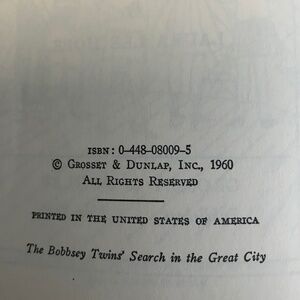 ISBN: 0-448-08009-5
© Grosset & Dunlap, Inc., 1960
All Rights Reserved
PRINTED IN THE UNITED STATES OF AMERICA
The Bobbsey Twins' Search in the Great City